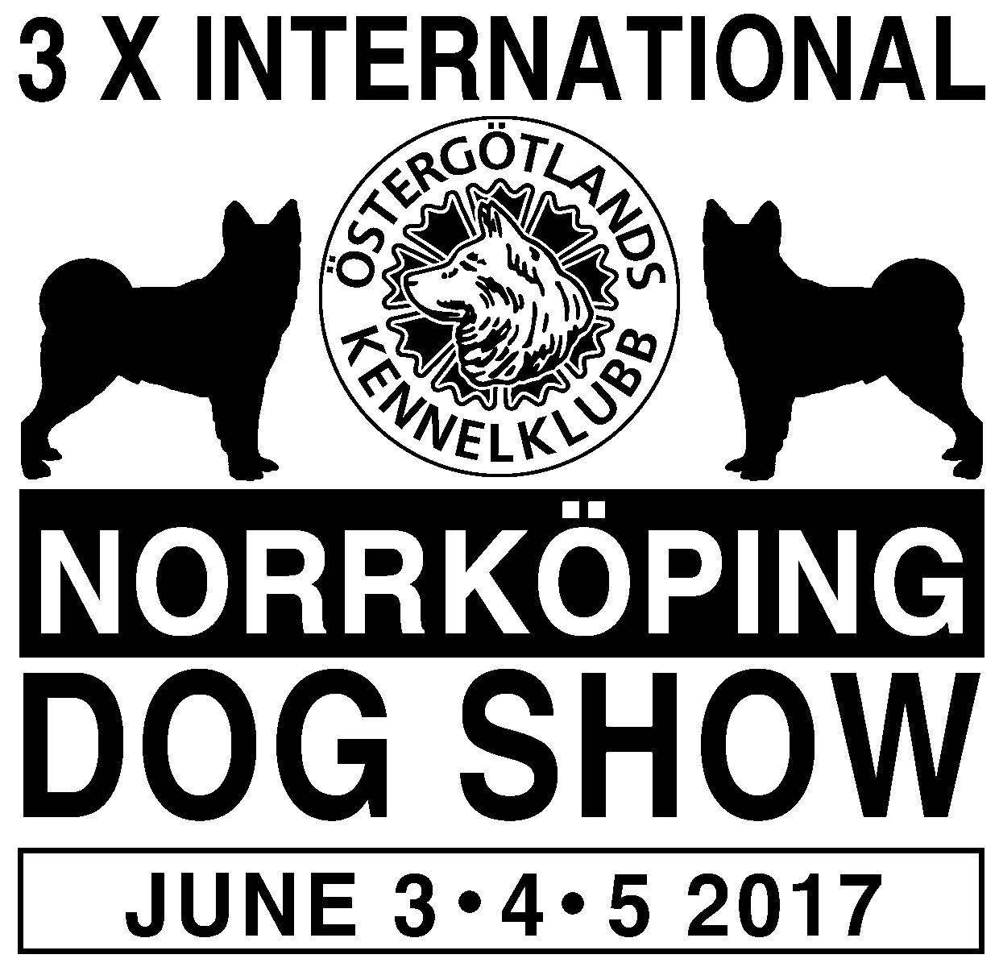 3 X INTERNATIONAL
ÖSTERGÖTLANDS
KENNELKLUBB
NORRKÖPING
DOG SHOW
JUNE 3•4•5 2017